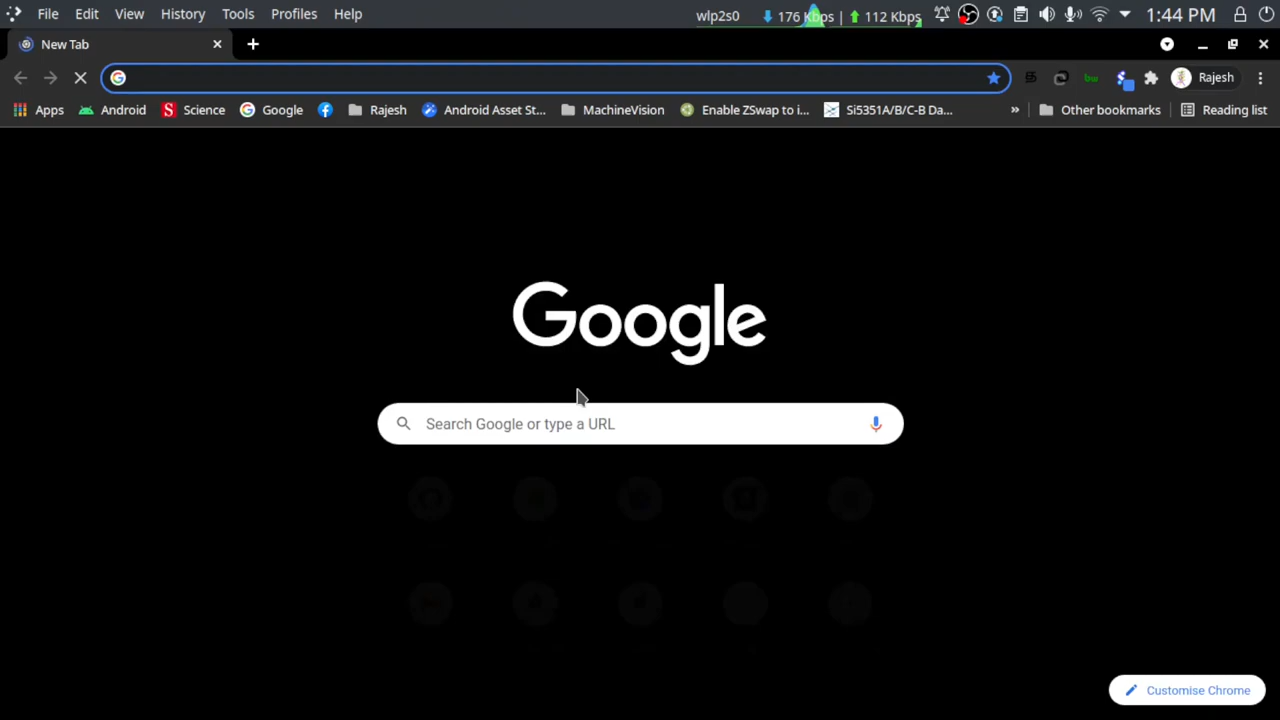 File Edit View History Tools Profiles Help wlp2s0 176 Kbps | 112 Kbps 1:44 PM
New Tab
Rajesh
Apps Android Science Google Rajesh Android Asset St... MachineVision Enable ZSwap to i... Si5351A/B/C-B Da... » Other bookmarks Reading list
Google
Search Google or type a URL
Customise Chrome